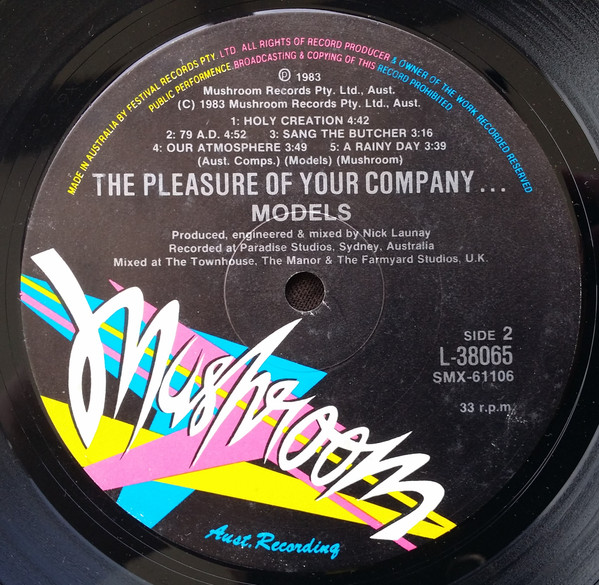 MADE IN AUSTRALIA BY FESTIVAL RECORDS PTY. LTD ALL RIGHTS OF RECORD PRODUCER & OWNER OF THE WORK RECORDED RESERVED
PUBLIC PERFORMENCE. BROADCASTING & COPYING OF THIS RECORD PROHIBITED
Ⓟ 1983
Mushroom Records Pty. Ltd., Aust.
(C) 1983 Mushroom Records Pty. Ltd., Aust.
1: HOLY CREATION 4:42
2: 79 A.D. 4:52 3: SANG THE BUTCHER 3:16
4: OUR ATMOSPHERE 3:49 5: A RAINY DAY 3:39
(Aust. Comps.) (Models) (Mushroom)
THE PLEASURE OF YOUR COMPANY...
MODELS
Produced, engineered & mixed by Nick Launay
Recorded at Paradise Studios, Sydney, Australia
Mixed at The Townhouse, The Manor & The Farmyard Studios, U.K.
SIDE 2
L-38065
SMX-61106
33 r.p.m.
Mushroom
Aust. Recording